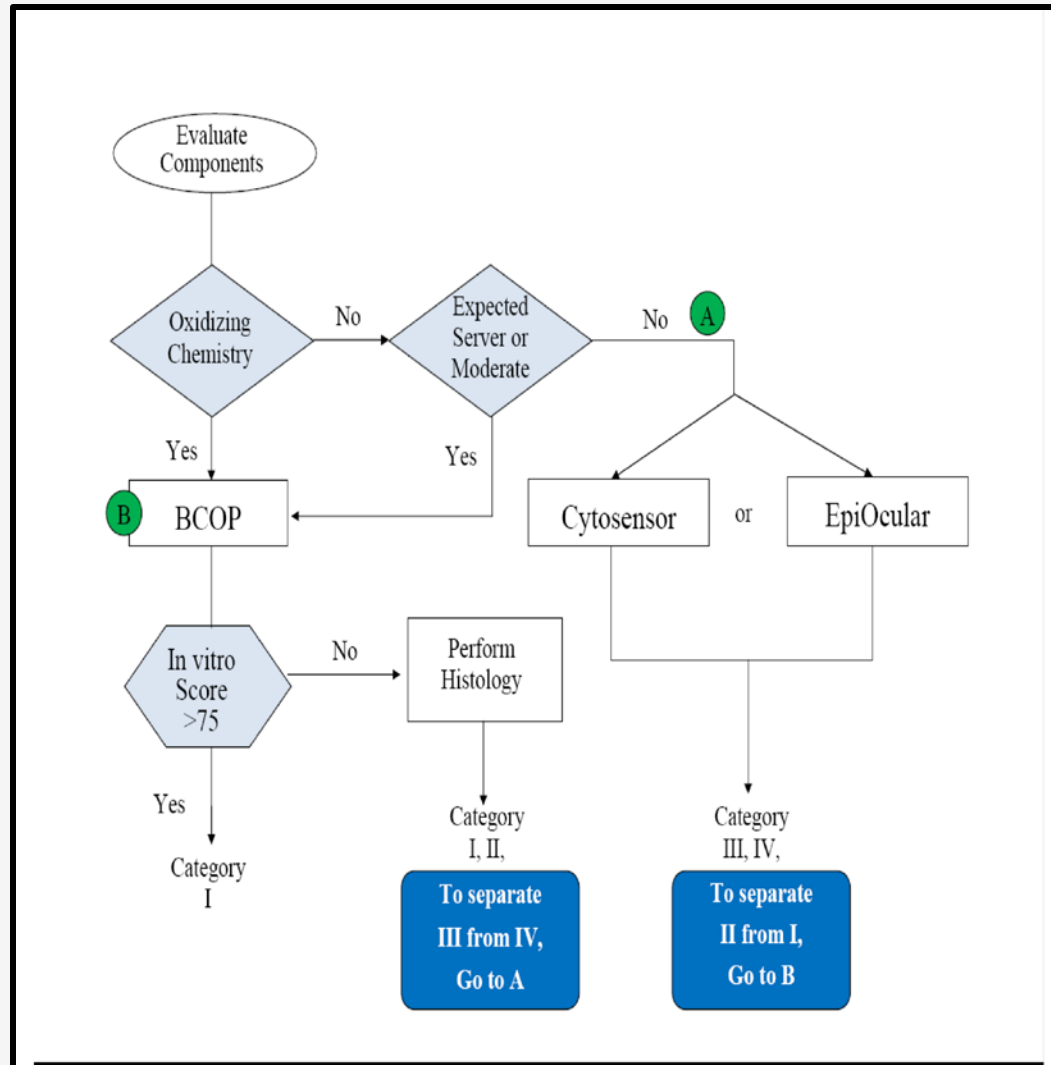 Evaluate
Components
Oxidizing
Chemistry
No
Expected
Server or
Moderate
No
A
Yes
Yes
B
BCOP
Cytosensor
or
EpiOcular
In vitro
Score
>75
No
Perform
Histology
Yes
Category
I
Category
I, II,
Category
III, IV,
To separate
III from IV,
Go to A
To separate
II from I,
Go to B